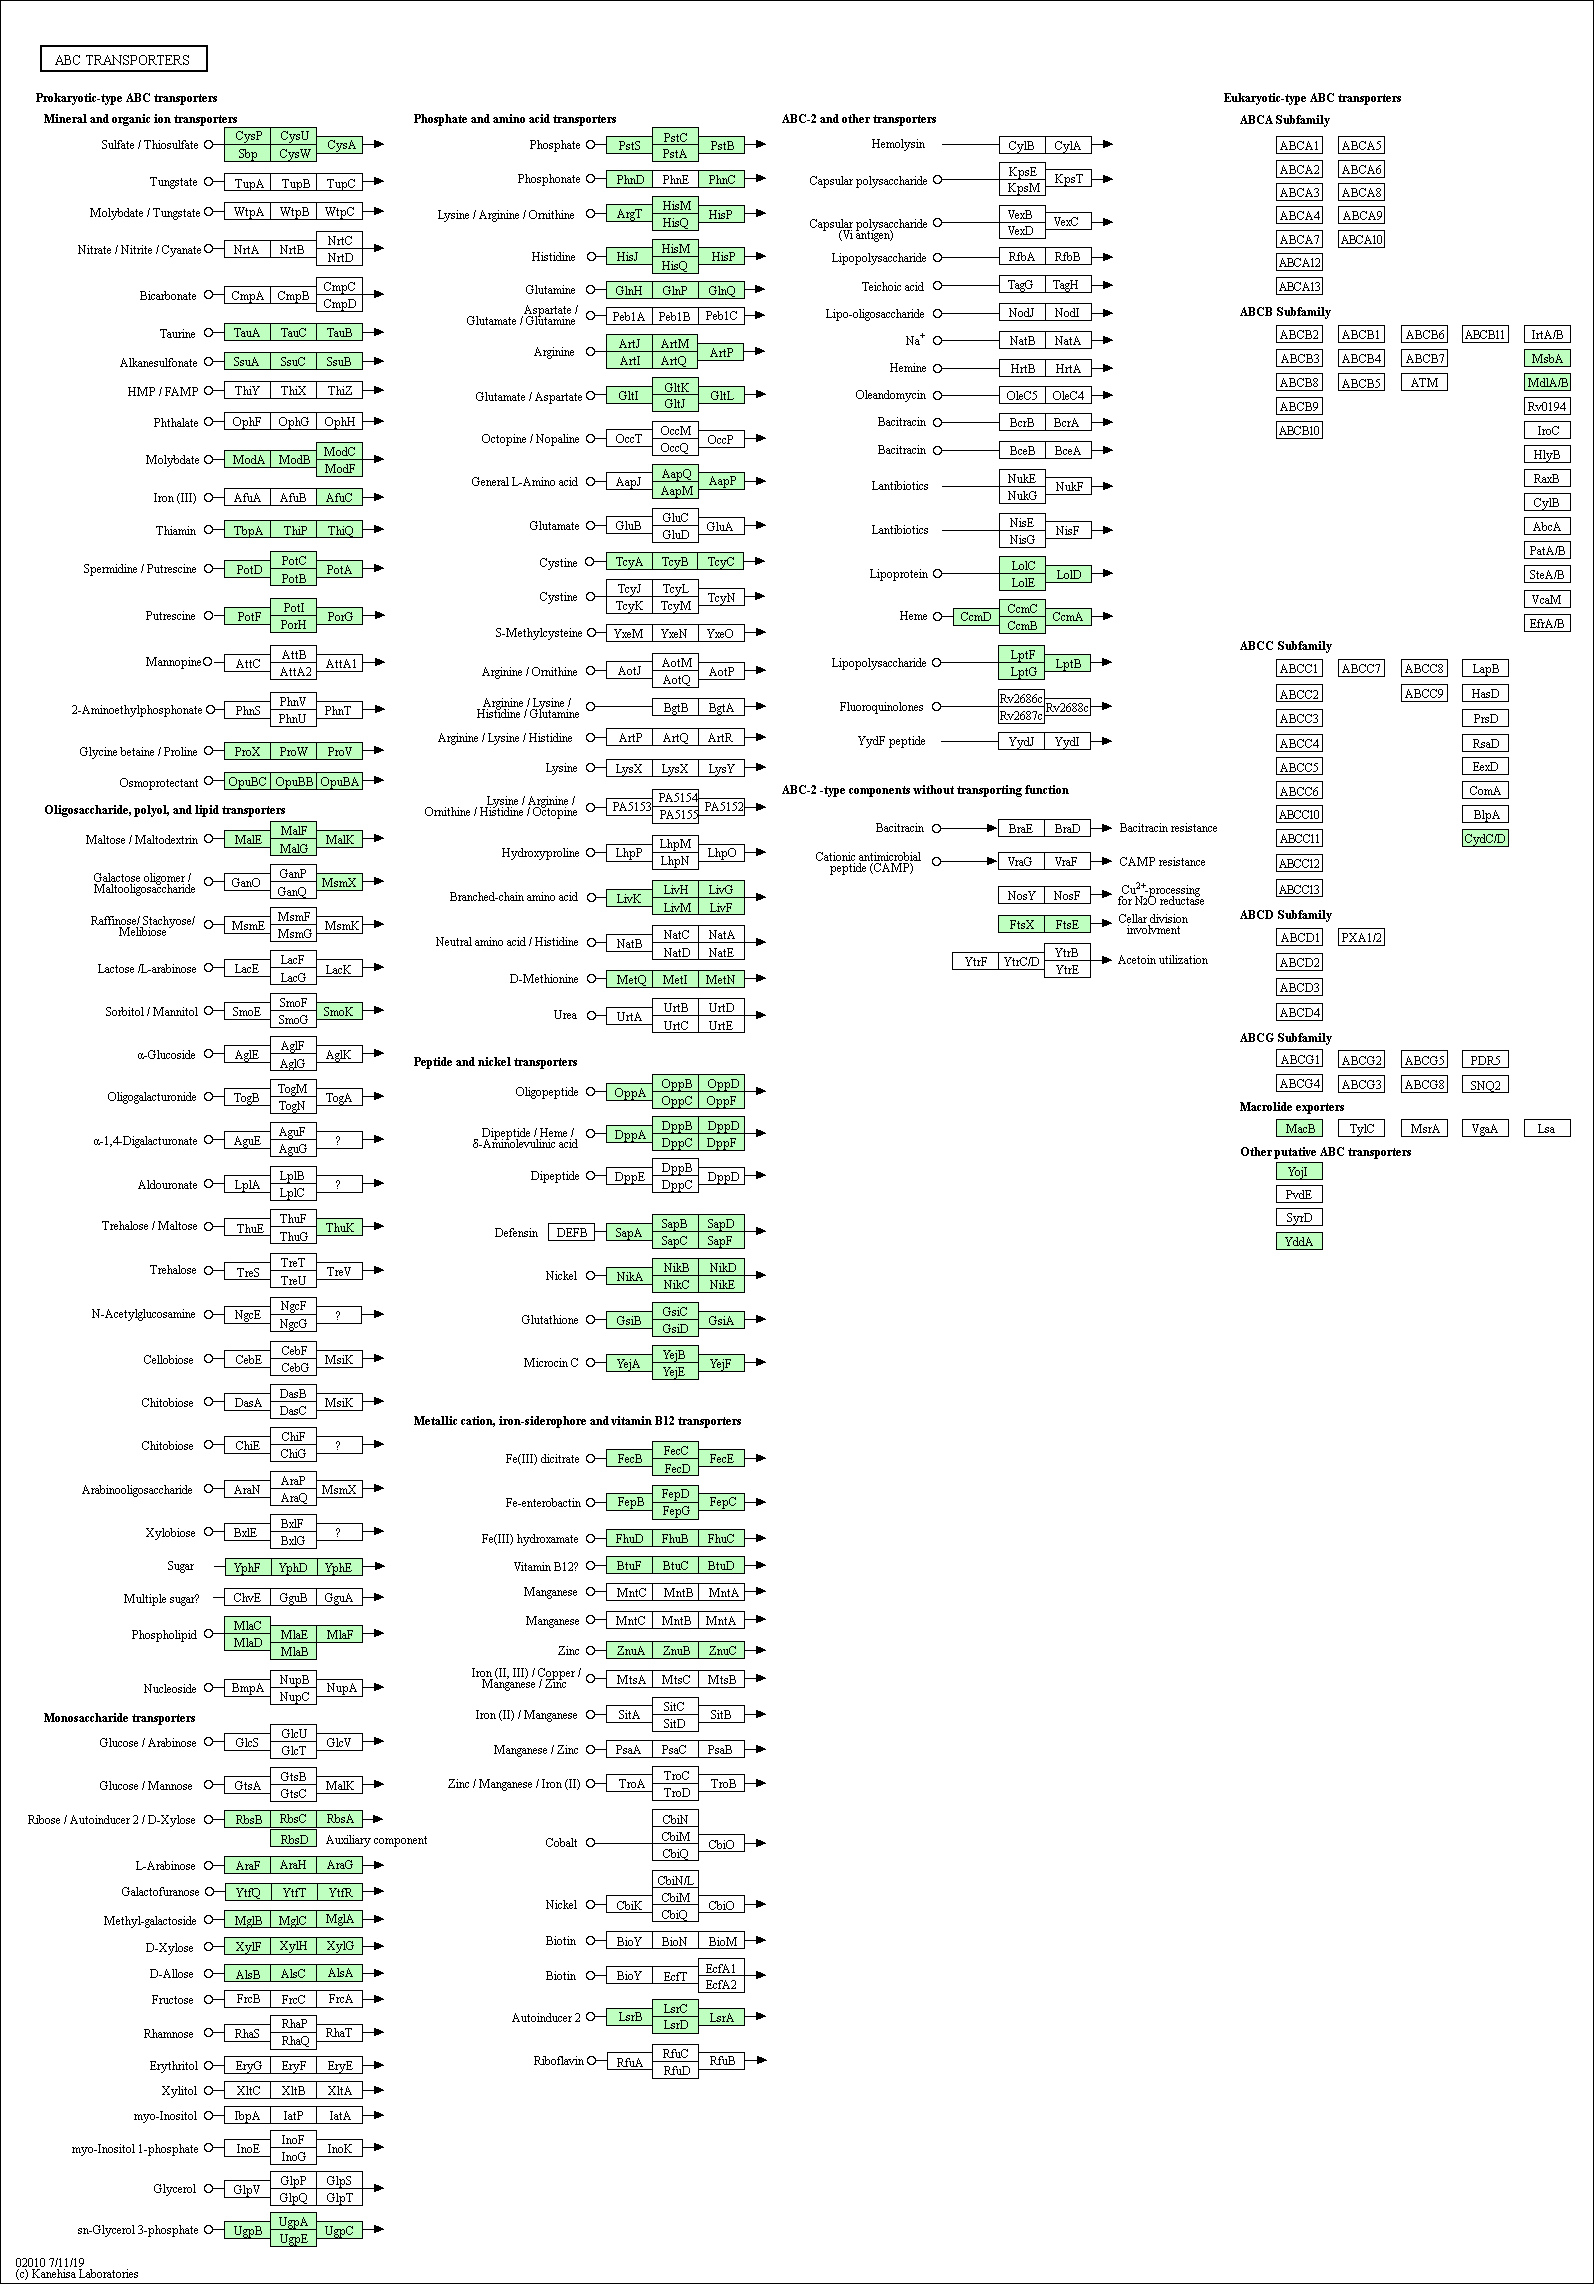 ABC TRANSPORTERS
Prokaryotic-type ABC transporters
Mineral and organic ion transporters
Sulfate / Thiosulfate CysP CysU CysA
Sbp CysW
Tungstate TupA TupB TupC
Molybdate / Tungstate WtpA WtpB WtpC
Nitrate / Nitrite / Cyanate NrtA NrtB NrtC
NrtD
Bicarbonate CmpA CmpB CmpC
CmpD
Taurine TauA TauC TauB
Alkanesulfonate SsuA SsuC SsuB
HMP / FAMP ThiY ThiX ThiZ
Phthalate OphF OphG OphH
Molybdate ModA ModB ModC
ModF
Iron (III) AfuA AfuB AfuC
Thiamin TbpA ThiP ThiQ
Spermidine / Putrescine PotD PotC PotA
PotB
Putrescine PotF PotI PorG
PorH
Mannopine AttC AttB AttA1
AttA2
2-Aminoethylphosphonate PhnS PhnV PhnT
PhnU
Glycine betaine / Proline ProX ProW ProV
Osmoprotectant OpuBC OpuBB OpuBA
Oligosaccharide, polyol, and lipid transporters
Maltose / Maltodextrin MalE MalF MalK
MalG
Galactose oligomer / Maltooligosaccharide GanO GanP MsmX
GanQ
Raffinose/ Stachyose/ Melibiose MsmE MsmF MsmK
MsmG
Lactose /L-arabinose LacE LacF LacK
LacG
Sorbitol / Mannitol SmoE SmoF SmoK
SmoG
α-Glucoside AglE AglF AglK
AglG
Oligogalacturonide TogB TogM TogA
TogN
α-1,4-Digalacturonate AguE AguF ?
AguG
Aldouronate LplA LplB ?
LplC
Trehalose / Maltose ThuE ThuF ThuK
ThuG
Trehalose TreS TreT TreV
TreU
N-Acetylglucosamine NgcE NgcF ?
NgcG
Cellobiose CebE CebF MsiK
CebG
Chitobiose DasA DasB MsiK
DasC
Chitobiose ChiE ChiF ?
ChiG
Arabinooligosaccharide AraN AraP MsmX
AraQ
Xylobiose BxlE BxlF ?
BxlG
Sugar YphF YphD YphE
Multiple sugar? ChvE GguB GguA
Phospholipid MlaC MlaE MlaF
MlaD MlaB
Nucleoside BmpA NupB NupA
NupC
Monosaccharide transporters
Glucose / Arabinose GlcS GlcU GlcV
GlcT
Glucose / Mannose GtsA GtsB MalK
GtsC
Ribose / Autoinducer 2 / D-Xylose RbsB RbsC RbsA
RbsD Auxiliary component
L-Arabinose AraF AraH AraG
Galactofuranose YtfQ YtfT YtfR
Methyl-galactoside MglB MglC MglA
D-Xylose XylF XylH XylG
D-Allose AlsB AlsC AlsA
Fructose FrcB FrcC FrcA
Rhamnose RhaS RhaP RhaT
RhaQ
Erythritol EryG EryF EryE
Xylitol XltC XltB XltA
myo-Inositol IbpA IatP IatA
myo-Inositol 1-phosphate InoE InoF InoK
InoG
Glycerol GlpV GlpP GlpS
GlpQ GlpT
sn-Glycerol 3-phosphate UgpB UgpA UgpC
UgpE
Phosphate and amino acid transporters
Phosphate PstS PstC PstB
PstA
Phosphonate PhnD PhnE PhnC
Lysine / Arginine / Ornithine ArgT HisM HisP
HisQ
Histidine HisJ HisM HisP
HisQ
Glutamine GlnH GlnP GlnQ
Aspartate / Glutamate / Glutamine Peb1A Peb1B Peb1C
Arginine ArtJ ArtM ArtP
ArtI ArtQ
Glutamate / Aspartate GltI GltK GltL
GltJ
Octopine / Nopaline OccT OccM OccP
OccQ
General L-Amino acid AapJ AapQ AapP
AapM
Glutamate GluB GluC GluA
GluD
Cystine TcyA TcyB TcyC
Cystine TcyJ TcyL TcyN
TcyK TcyM
S-Methylcysteine YxeM YxeN YxeO
Arginine / Ornithine AotJ AotM AotP
AotQ
Arginine / Lysine / Histidine / Glutamine BgtB BgtA
Arginine / Lysine / Histidine ArtP ArtQ ArtR
Lysine LysX LysX LysY
Lysine / Arginine / Ornithine / Histidine / Octopine PA5153 PA5154 PA5152
PA5155
Hydroxyproline LhpP LhpM LhpO
LhpN
Branched-chain amino acid LivK LivH LivG
LivM LivF
Neutral amino acid / Histidine NatB NatC NatA
NatD NatE
D-Methionine MetQ MetI MetN
Urea UrtA UrtB UrtD
UrtC UrtE
Peptide and nickel transporters
Oligopeptide OppA OppB OppD
OppC OppF
Dipeptide / Heme / δ-Aminolevulinic acid DppA DppB DppD
DppC DppF
Dipeptide DppE DppB DppD
DppC
Defensin DEFB SapA SapB SapD
SapC SapF
Nickel NikA NikB NikD
NikC NikE
Glutathione GsiB GsiC GsiA
GsiD
Microcin C YejA YejB YejF
YejE
Metallic cation, iron-siderophore and vitamin B12 transporters
Fe(III) dicitrate FecB FecC FecE
FecD
Fe-enterobactin FepB FepD FepC
FepG
Fe(III) hydroxamate FhuD FhuB FhuC
Vitamin B12? BtuF BtuC BtuD
Manganese MntC MntB MntA
Manganese MntC MntB MntA
Zinc ZnuA ZnuB ZnuC
Iron (II, III) / Copper / Manganese / Zinc MtsA MtsC MtsB
Iron (II) / Manganese SitA SitC SitB
SitD
Manganese / Zinc PsaA PsaC PsaB
Zinc / Manganese / Iron (II) TroA TroC TroB
TroD
Cobalt CbiN
CbiM CbiO
CbiQ
Nickel CbiK CbiN/L
CbiM CbiO
CbiQ
Biotin BioY BioN BioM
Biotin BioY EcfT EcfA1
EcfA2
Autoinducer 2 LsrB LsrC LsrA
LsrD
Riboflavin RfuA RfuC RfuB
RfuD
ABC-2 and other transporters
Hemolysin CylB CylA
Capsular polysaccharide KpsE KpsT
KpsM
Capsular polysaccharide (Vi antigen) VexB VexC
VexD
Lipopolysaccharide RfbA RfbB
Teichoic acid TagG TagH
Lipo-oligosaccharide NodJ NodI
Na+ NatB NatA
Hemine HrtB HrtA
Oleandomycin OleC5 OleC4
Bacitracin BcrB BcrA
Bacitracin BceB BceA
Lantibiotics NukE NukF
NukG
Lantibiotics NisE NisF
NisG
Lipoprotein LolC LolD
LolE
Heme CcmD CcmC CcmA
CcmB
Lipopolysaccharide LptF LptB
LptG
Fluoroquinolones Rv2686c Rv2688c
Rv2687c
YydF peptide YydJ YydI
ABC-2 -type components without transporting function
Bacitracin BraE BraD Bacitracin resistance
Cationic antimicrobial peptide (CAMP) VraG VraF CAMP resistance
NosY NosF Cu2+-processing for N2O reductase
FtsX FtsE Cellar division involvment
YtrF YtrC/D YtrB Acetoin utilization
YtrE
Eukaryotic-type ABC transporters
ABCA Subfamily
ABCA1 ABCA5
ABCA2 ABCA6
ABCA3 ABCA8
ABCA4 ABCA9
ABCA7 ABCA10
ABCA12
ABCA13
ABCB Subfamily
ABCB2 ABCB1 ABCB6 ABCB11 IrtA/B
ABCB3 ABCB4 ABCB7 MsbA
ABCB8 ABCB5 ATM MdlA/B
ABCB9 Rv0194
ABCB10 IroC
HlyB
RaxB
CylB
AbcA
PatA/B
SteA/B
VcaM
EfrA/B
ABCC Subfamily
ABCC1 ABCC7 ABCC8 LapB
ABCC2 ABCC9 HasD
ABCC3 PrsD
ABCC4 RsaD
ABCC5 EexD
ABCC6 ComA
ABCC10 BlpA
ABCC11 CydC/D
ABCC12
ABCC13
ABCD Subfamily
ABCD1 PXA1/2
ABCD2
ABCD3
ABCD4
ABCG Subfamily
ABCG1 ABCG2 ABCG5 PDR5
ABCG4 ABCG3 ABCG8 SNQ2
Macrolide exporters
MacB TylC MsrA VgaA Lsa
Other putative ABC transporters
YojI
PvdE
SyrD
YddA
02010 7/11/19
(c) Kanehisa Laboratories